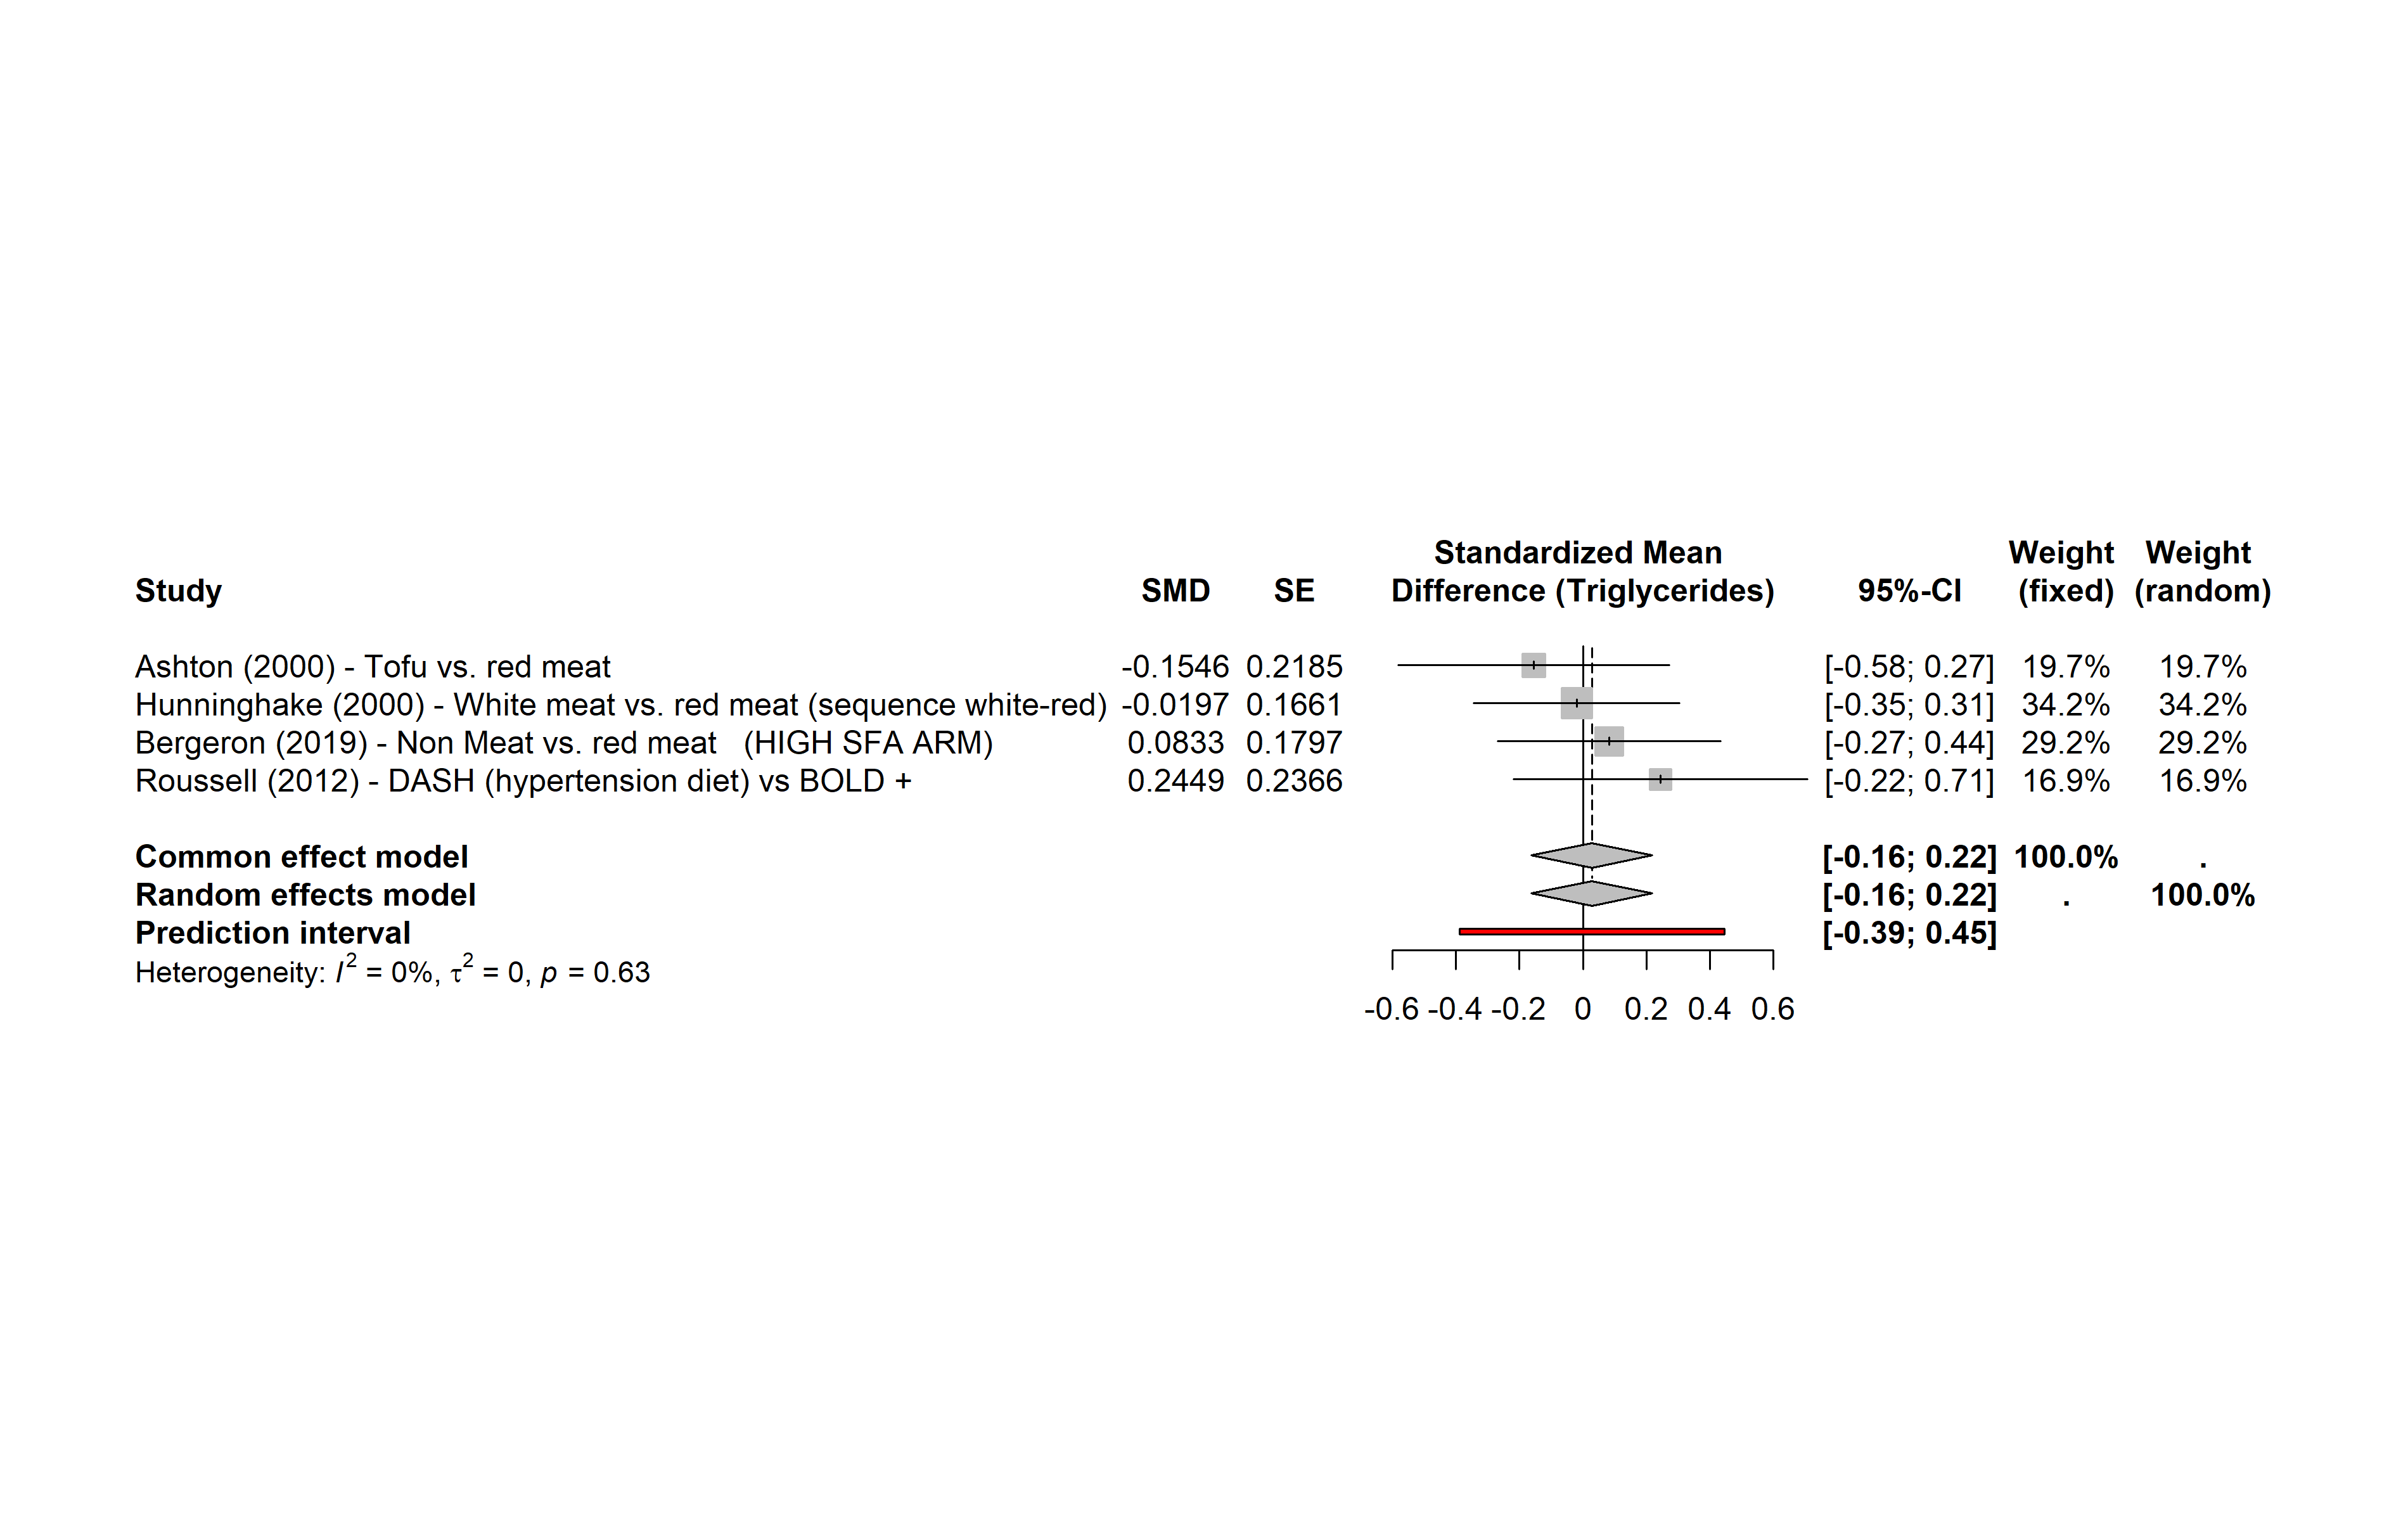 Standardized Mean Weight Weight
Study SMD SE Difference (Triglycerides) 95%-CI (fixed) (random)
Ashton (2000) - Tofu vs. red meat -0.1546 0.2185 [-0.58; 0.27] 19.7% 19.7%
Hunninghake (2000) - White meat vs. red meat (sequence white-red) -0.0197 0.1661 [-0.35; 0.31] 34.2% 34.2%
Bergeron (2019) - Non Meat vs. red meat (HIGH SFA ARM) 0.0833 0.1797 [-0.27; 0.44] 29.2% 29.2%
Roussell (2012) - DASH (hypertension diet) vs BOLD + 0.2449 0.2366 [-0.22; 0.71] 16.9% 16.9%
Common effect model [-0.16; 0.22] 100.0% .
Random effects model [-0.16; 0.22] . 100.0%
Prediction interval [-0.39; 0.45]
Heterogeneity: I² = 0%, τ² = 0, p = 0.63
-0.6 -0.4 -0.2 0 0.2 0.4 0.6